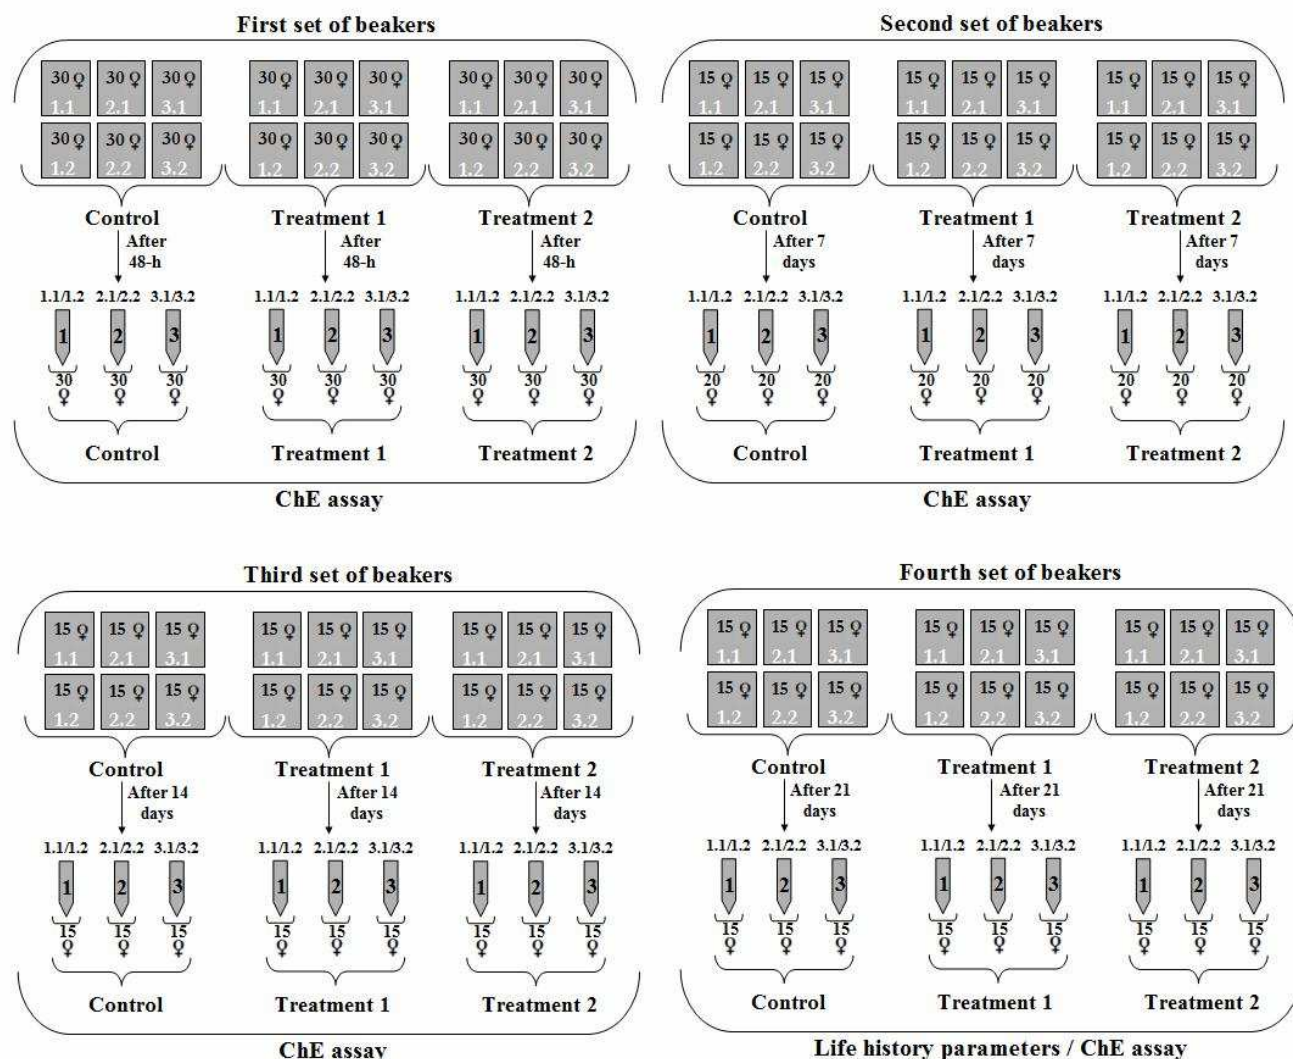 First set of beakers
30 ♀ 30 ♀ 30 ♀ 30 ♀ 30 ♀ 30 ♀ 30 ♀ 30 ♀ 30 ♀
1.1 2.1 3.1 1.1 2.1 3.1 1.1 2.1 3.1
30 ♀ 30 ♀ 30 ♀ 30 ♀ 30 ♀ 30 ♀ 30 ♀ 30 ♀ 30 ♀
1.2 2.2 3.2 1.2 2.2 3.2 1.2 2.2 3.2
Control Treatment 1 Treatment 2
After After After
48-h 48-h 48-h
1.1/1.2 2.1/2.2 3.1/3.2 1.1/1.2 2.1/2.2 3.1/3.2 1.1/1.2 2.1/2.2 3.1/3.2
1 2 3 1 2 3 1 2 3
30 30 30 30 30 30 30 30 30
♀ ♀ ♀ ♀ ♀ ♀ ♀ ♀ ♀
Control Treatment 1 Treatment 2
ChE assay
Second set of beakers
15 ♀ 15 ♀ 15 ♀ 15 ♀ 15 ♀ 15 ♀ 15 ♀ 15 ♀ 15 ♀
1.1 2.1 3.1 1.1 2.1 3.1 1.1 2.1 3.1
15 ♀ 15 ♀ 15 ♀ 15 ♀ 15 ♀ 15 ♀ 15 ♀ 15 ♀ 15 ♀
1.2 2.2 3.2 1.2 2.2 3.2 1.2 2.2 3.2
Control Treatment 1 Treatment 2
After 7 After 7 After 7
days days days
1.1/1.2 2.1/2.2 3.1/3.2 1.1/1.2 2.1/2.2 3.1/3.2 1.1/1.2 2.1/2.2 3.1/3.2
1 2 3 1 2 3 1 2 3
20 20 20 20 20 20 20 20 20
♀ ♀ ♀ ♀ ♀ ♀ ♀ ♀ ♀
Control Treatment 1 Treatment 2
ChE assay
Third set of beakers
15 ♀ 15 ♀ 15 ♀ 15 ♀ 15 ♀ 15 ♀ 15 ♀ 15 ♀ 15 ♀
1.1 2.1 3.1 1.1 2.1 3.1 1.1 2.1 3.1
15 ♀ 15 ♀ 15 ♀ 15 ♀ 15 ♀ 15 ♀ 15 ♀ 15 ♀ 15 ♀
1.2 2.2 3.2 1.2 2.2 3.2 1.2 2.2 3.2
Control Treatment 1 Treatment 2
After 14 After 14 After 14
days days days
1.1/1.2 2.1/2.2 3.1/3.2 1.1/1.2 2.1/2.2 3.1/3.2 1.1/1.2 2.1/2.2 3.1/3.2
1 2 3 1 2 3 1 2 3
15 15 15 15 15 15 15 15 15
♀ ♀ ♀ ♀ ♀ ♀ ♀ ♀ ♀
Control Treatment 1 Treatment 2
ChE assay
Fourth set of beakers
15 ♀ 15 ♀ 15 ♀ 15 ♀ 15 ♀ 15 ♀ 15 ♀ 15 ♀ 15 ♀
1.1 2.1 3.1 1.1 2.1 3.1 1.1 2.1 3.1
15 ♀ 15 ♀ 15 ♀ 15 ♀ 15 ♀ 15 ♀ 15 ♀ 15 ♀ 15 ♀
1.2 2.2 3.2 1.2 2.2 3.2 1.2 2.2 3.2
Control Treatment 1 Treatment 2
After 21 After 21 After 21
days days days
1.1/1.2 2.1/2.2 3.1/3.2 1.1/1.2 2.1/2.2 3.1/3.2 1.1/1.2 2.1/2.2 3.1/3.2
1 2 3 1 2 3 1 2 3
15 15 15 15 15 15 15 15 15
♀ ♀ ♀ ♀ ♀ ♀ ♀ ♀ ♀
Control Treatment 1 Treatment 2
Life history parameters / ChE assay